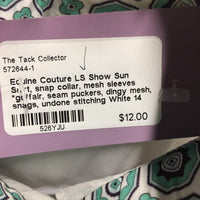 The Tack Collector
572644-1
Equine Couture LS Show Sun
Shirt, snap collar, mesh sleeves
*gd/fair, seam puckers, dingy mesh,
snags, undone stitching White 14
$12.00
526YJU